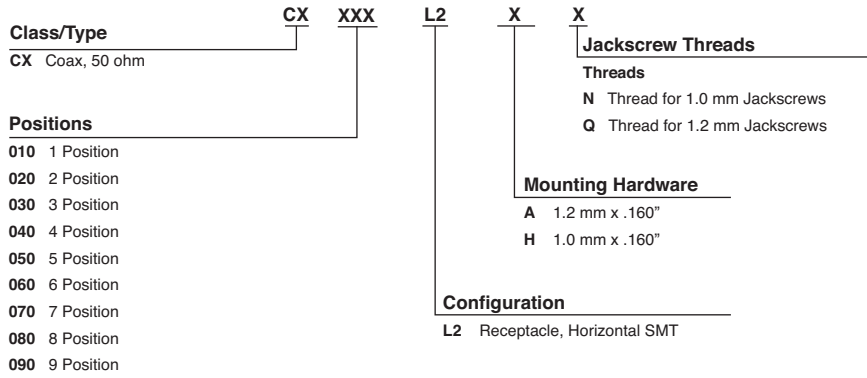 CX XXX L2 X X
Class/Type
CX Coax, 50 ohm
Positions
010 1 Position
020 2 Position
030 3 Position
040 4 Position
050 5 Position
060 6 Position
070 7 Position
080 8 Position
090 9 Position
Jackscrew Threads
Threads
N Thread for 1.0 mm Jackscrews
Q Thread for 1.2 mm Jackscrews
Mounting Hardware
A 1.2 mm x .160”
H 1.0 mm x .160”
Configuration
L2 Receptacle, Horizontal SMT